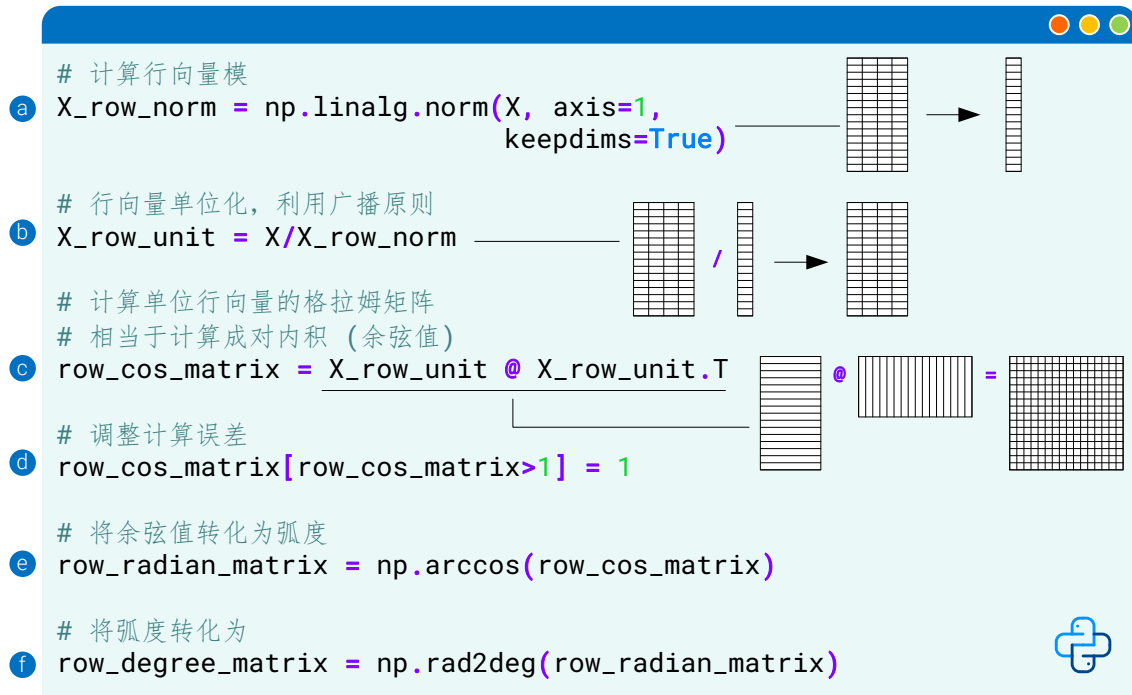 # 计算行向量模
a X_row_norm = np.linalg.norm(X, axis=1,
keepdims=True)
# 行向量单位化，利用广播原则
b X_row_unit = X/X_row_norm
/
# 计算单位行向量的格拉姆矩阵
# 相当于计算成对内积 (余弦值)
c row_cos_matrix = X_row_unit @ X_row_unit.T
@ =
# 调整计算误差
d row_cos_matrix[row_cos_matrix>1] = 1
# 将余弦值转化为弧度
e row_radian_matrix = np.arccos(row_cos_matrix)
# 将弧度转化为
f row_degree_matrix = np.rad2deg(row_radian_matrix)